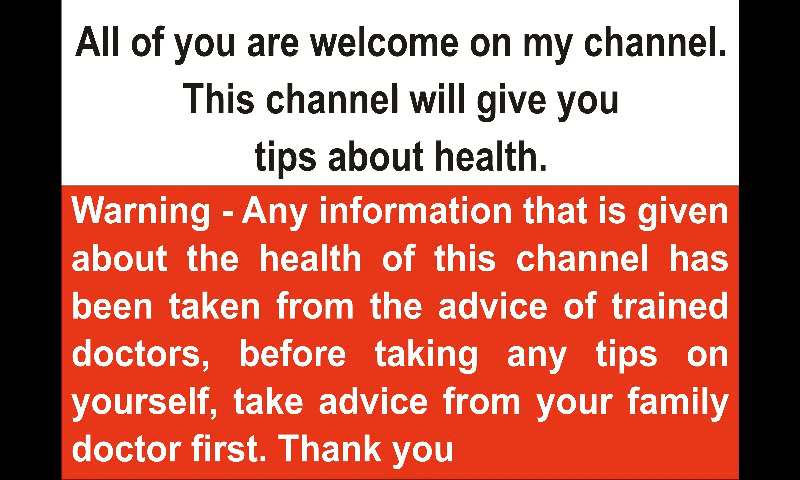 All of you are welcome on my channel.
This channel will give you
tips about health.
Warning - Any information that is given
about the health of this channel has
been taken from the advice of trained
doctors, before taking any tips on
yourself, take advice from your family
doctor first. Thank you